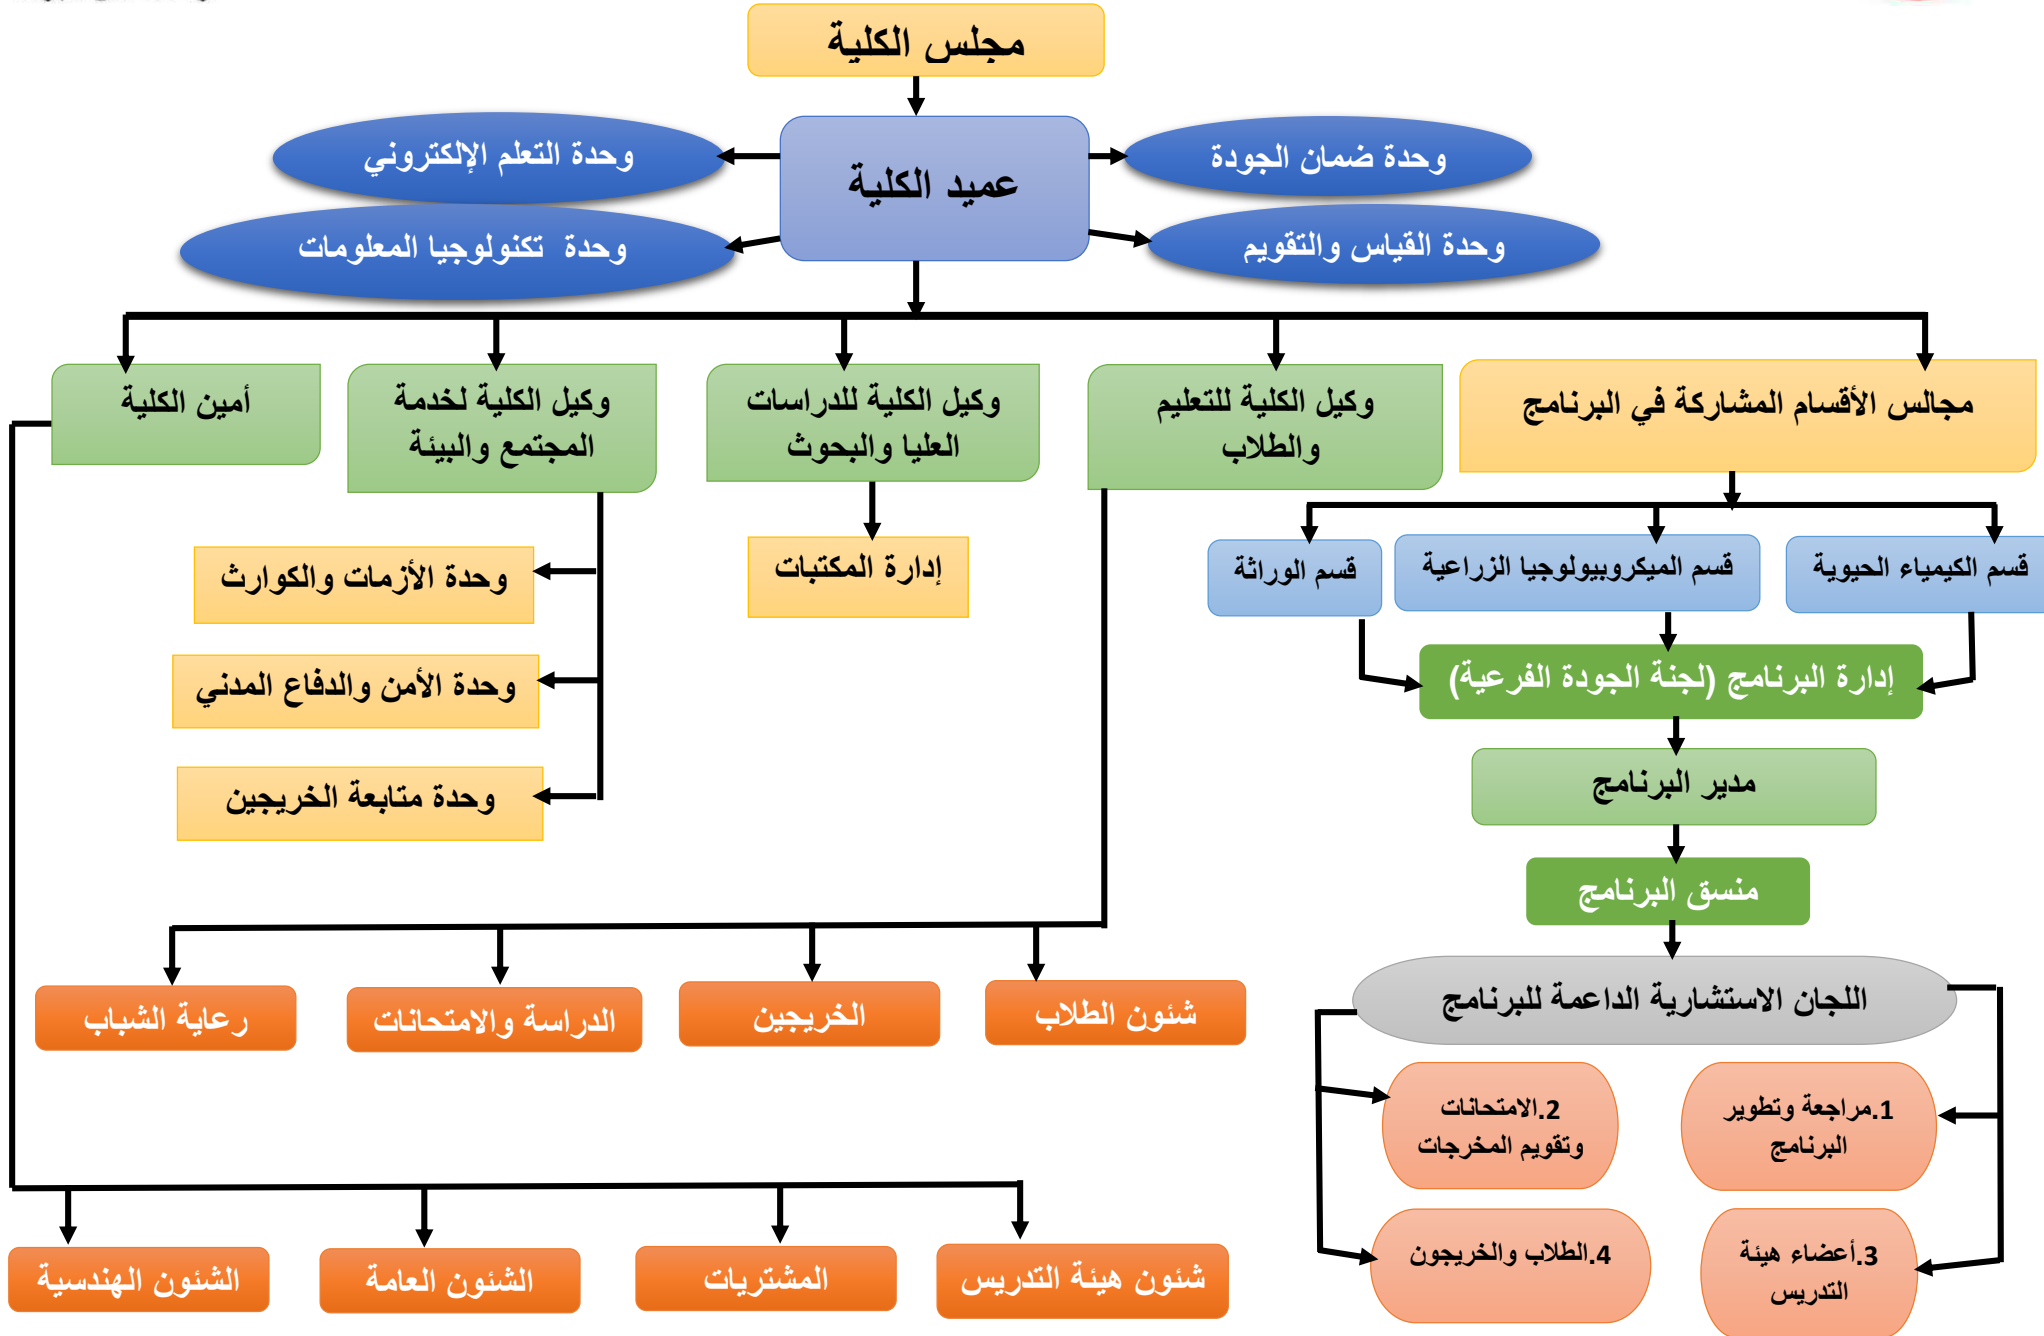 مجلس الكلية
وحدة ضمان الجودة
وحدة التعلم الإلكتروني
عميد الكلية
وحدة القياس والتقويم
وحدة تكنولوجيا المعلومات
مجالس الأقسام المشاركة في البرنامج
وكيل الكلية للتعليم
والطلاب
وكيل الكلية للدراسات
العليا والبحوث
وكيل الكلية لخدمة
المجتمع والبيئة
أمين الكلية
قسم الكيمياء الحيوية
قسم الميكروبيولوجيا الزراعية
قسم الوراثة
إدارة المكتبات
وحدة الأزمات والكوارث
وحدة الأمن والدفاع المدني
وحدة متابعة الخريجين
إدارة البرنامج (لجنة الجودة الفرعية)
مدير البرنامج
منسق البرنامج
اللجان الاستشارية الداعمة للبرنامج
1.مراجعة وتطوير
البرنامج
2.الامتحانات
وتقويم المخرجات
3.أعضاء هيئة
التدريس
4.الطلاب والخريجون
شئون الطلاب
الخريجين
الدراسة والامتحانات
رعاية الشباب
شئون هيئة التدريس
المشتريات
الشئون العامة
الشئون الهندسية